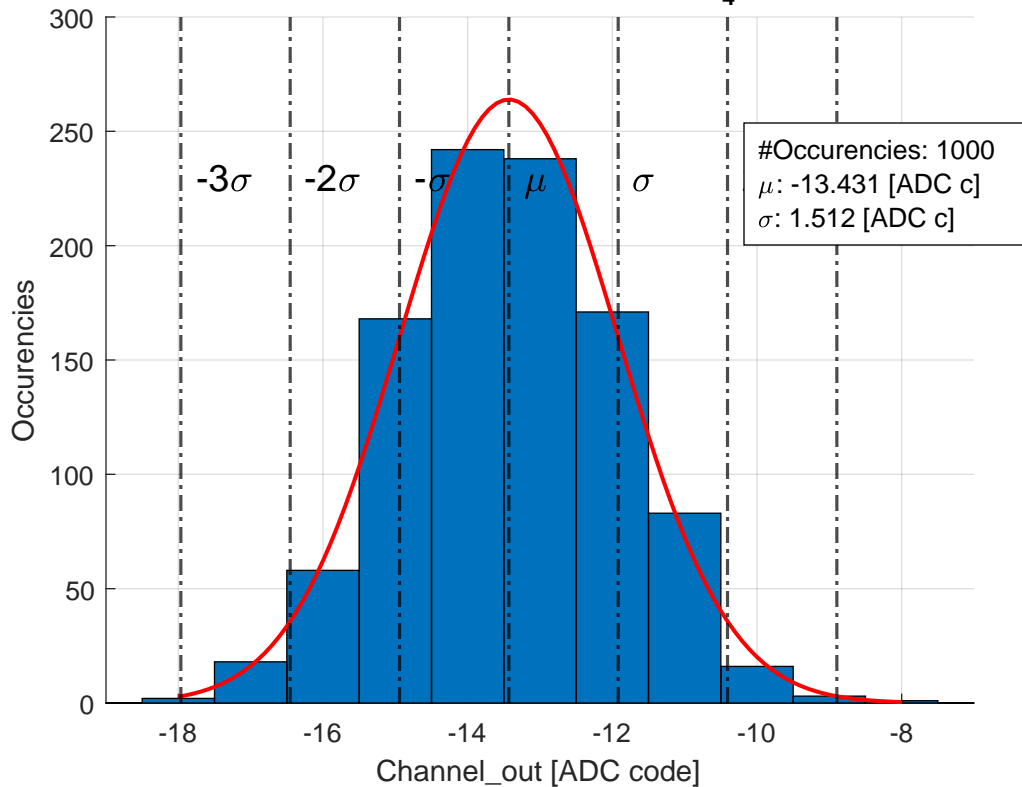 4
300
250
200
150
100
50
0
Occurencies
-3σ -2σ -σ μ σ
#Occurencies: 1000
μ: -13.431 [ADC c]
σ: 1.512 [ADC c]
-18 -16 -14 -12 -10 -8
Channel_out [ADC code]